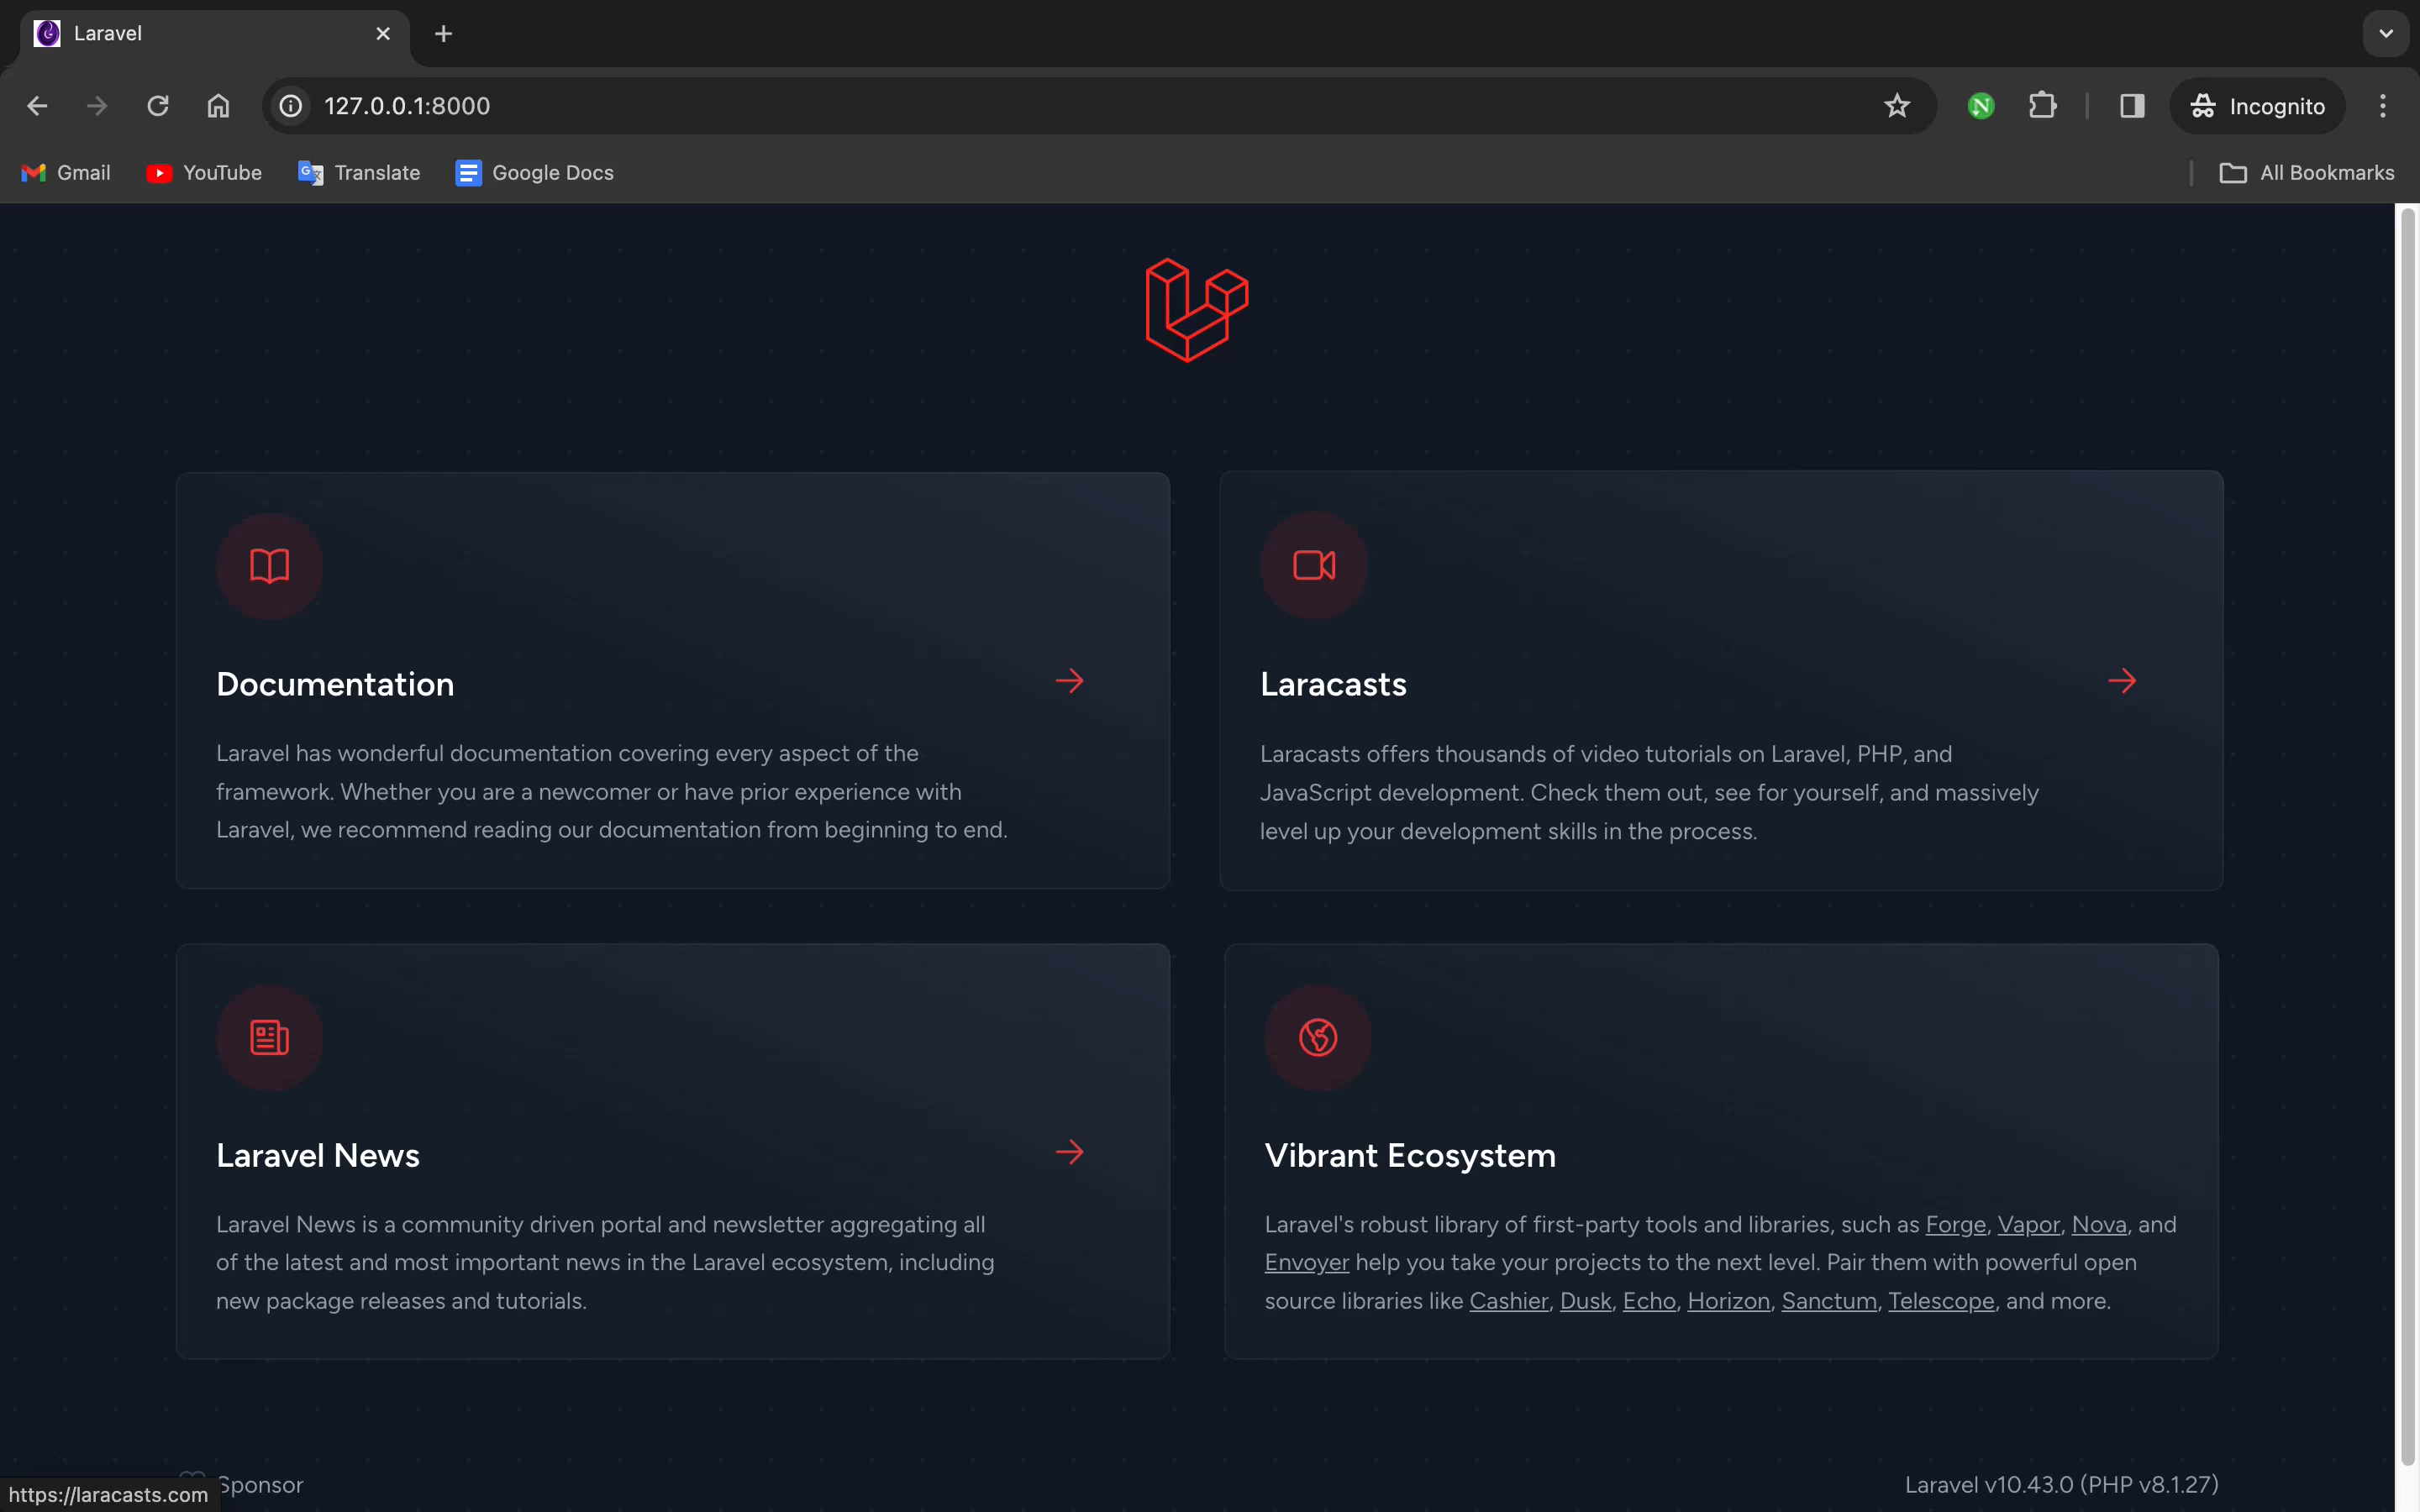 Laravel
127.0.0.1:8000
Incognito
Gmail
YouTube
Translate
Google Docs
All Bookmarks
Documentation
Laravel has wonderful documentation covering every aspect of the
framework. Whether you are a newcomer or have prior experience with
Laravel, we recommend reading our documentation from beginning to end.
Laracasts
Laracasts offers thousands of video tutorials on Laravel, PHP, and
JavaScript development. Check them out, see for yourself, and massively
level up your development skills in the process.
Laravel News
Laravel News is a community driven portal and newsletter aggregating all
of the latest and most important news in the Laravel ecosystem, including
new package releases and tutorials.
Vibrant Ecosystem
Laravel's robust library of first-party tools and libraries, such as Forge, Vapor, Nova, and
Envoyer help you take your projects to the next level. Pair them with powerful open
source libraries like Cashier, Dusk, Echo, Horizon, Sanctum, Telescope, and more.
Sponsor
Laravel v10.43.0 (PHP v8.1.27)
https://laracasts.com